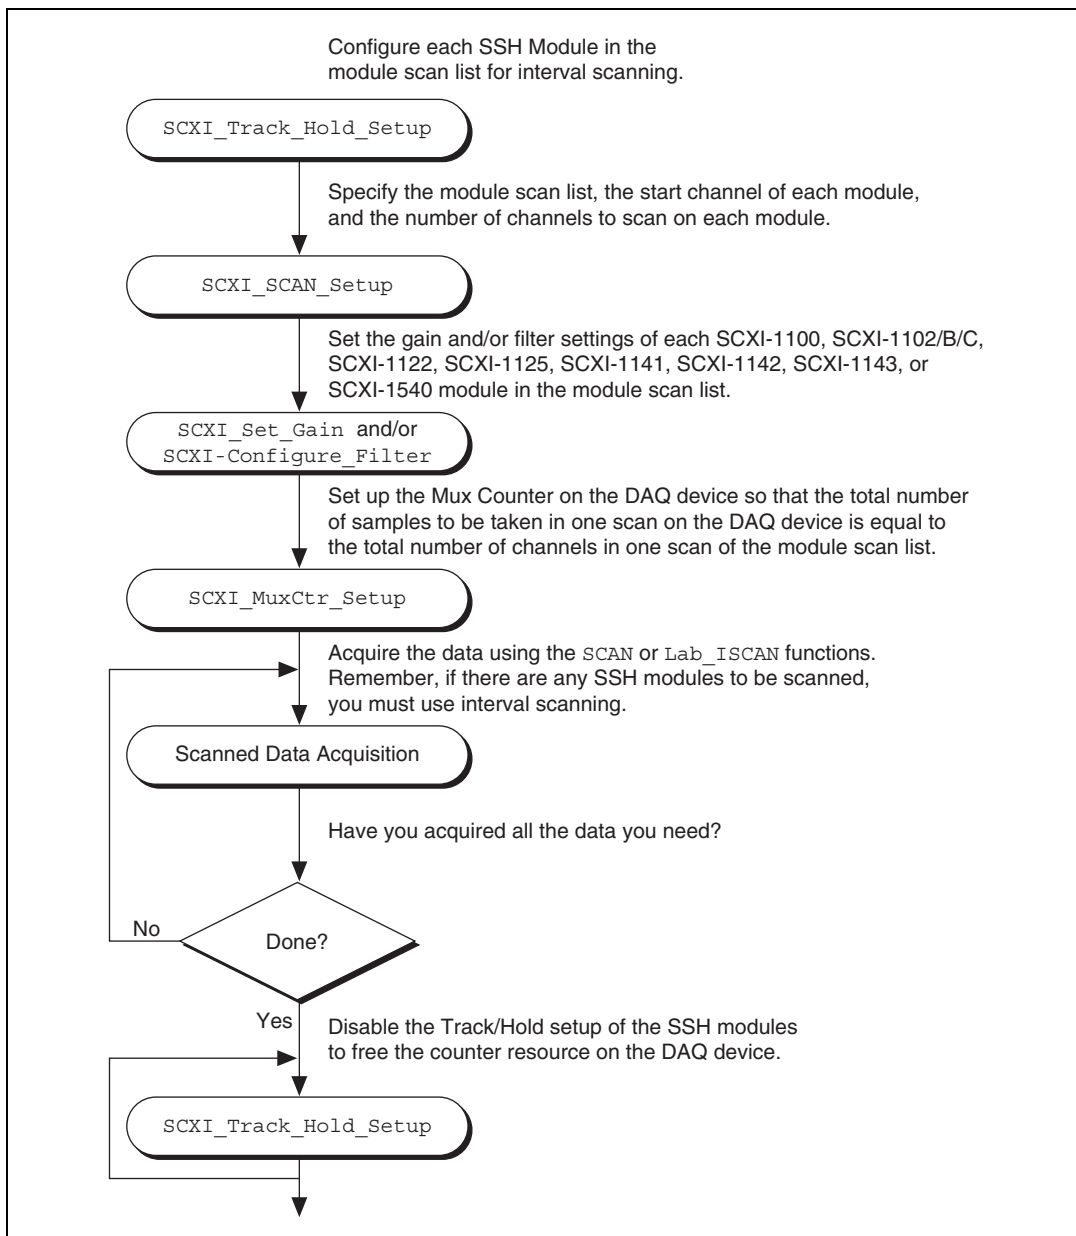 Configure each SSH Module in the
module scan list for interval scanning.
SCXI_Track_Hold_Setup
Specify the module scan list, the start channel of each module,
and the number of channels to scan on each module.
SCXI_SCAN_Setup
Set the gain and/or filter settings of each SCXI-1100, SCXI-1102/B/C,
SCXI-1122, SCXI-1125, SCXI-1141, SCXI-1142, SCXI-1143, or
SCXI-1540 module in the module scan list.
SCXI_Set_Gain and/or
SCXI-Configure_Filter
Set up the Mux Counter on the DAQ device so that the total number
of samples to be taken in one scan on the DAQ device is equal to
the total number of channels in one scan of the module scan list.
SCXI_MuxCtr_Setup
Acquire the data using the SCAN or Lab_ISCAN functions.
Remember, if there are any SSH modules to be scanned,
you must use interval scanning.
Scanned Data Acquisition
Have you acquired all the data you need?
No
Done?
Yes
Disable the Track/Hold setup of the SSH modules
to free the counter resource on the DAQ device.
SCXI_Track_Hold_Setup